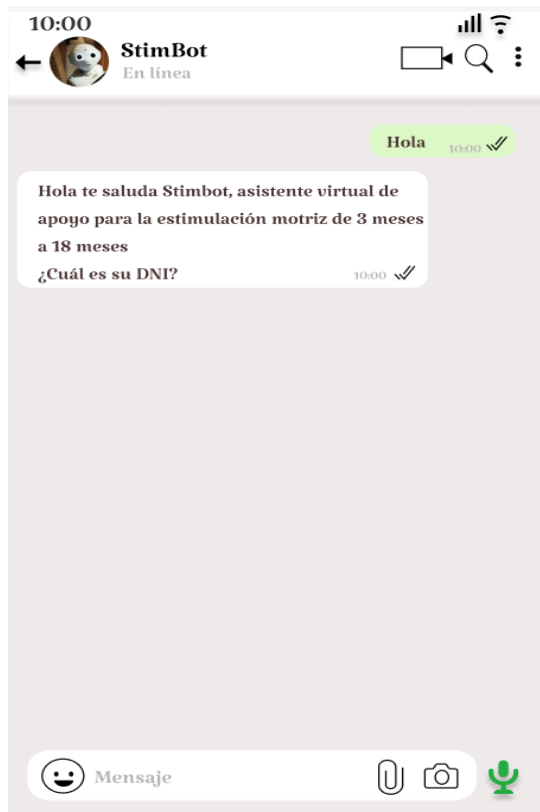 10:00
StimBot
En línea
Hola
10:00
Hola te saluda Stimbot, asistente virtual de
apoyo para la estimulación motriz de 3 meses
a 18 meses
¿Cuál es su DNI?
10:00
Mensaje